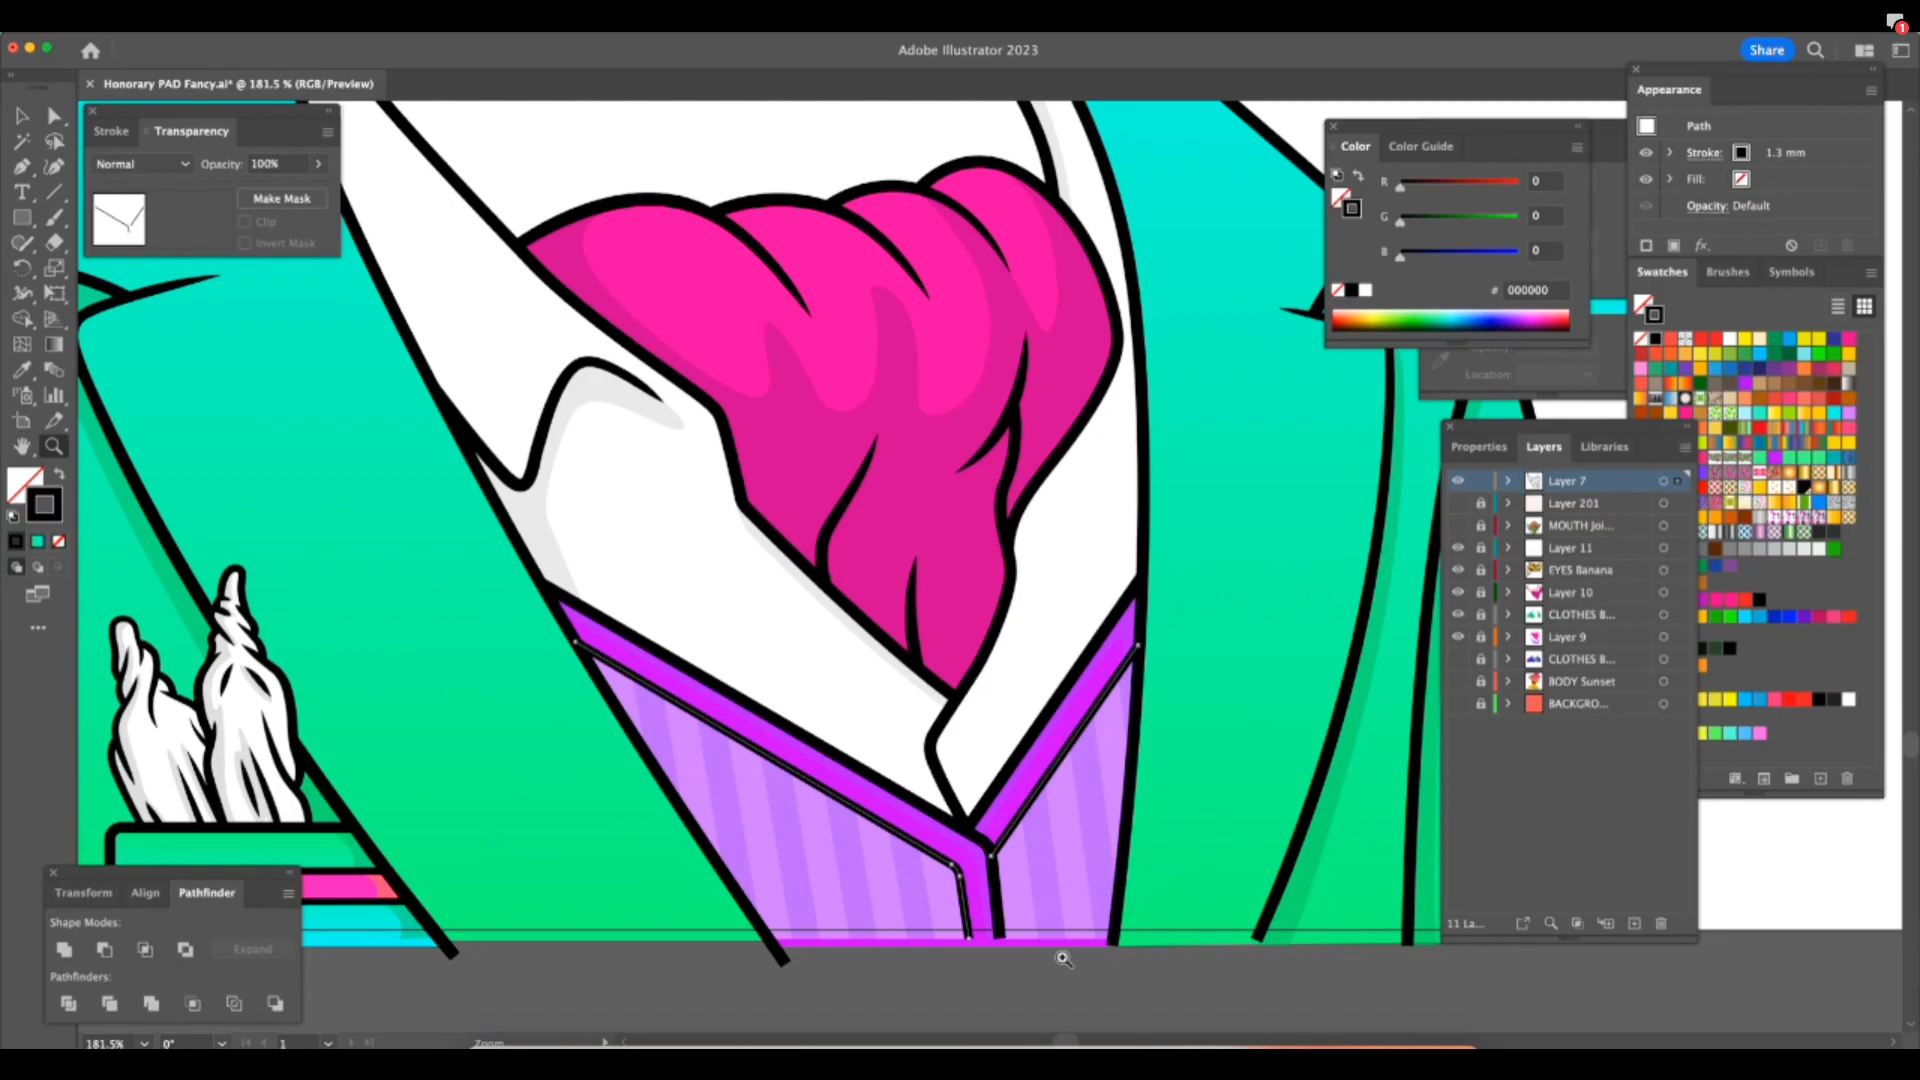 1
Adobe Illustrator 2023
Share
Honorary PAD Fancy.ai* @ 181.5 % (RGB/Preview)
Stroke
Transparency
Normal
Opacity: 100%
Make Mask
Clip
Invert Mask
Color
Color Guide
R 0
G 0
B 0
# 000000
Location:
Appearance
Path
Stroke: 1.3 mm
Fill:
Opacity: Default
fx
Swatches
Brushes
Symbols
Properties
Layers
Libraries
Layer 7
Layer 201
MOUTH Joi...
Layer 11
EYES Banana
Layer 10
CLOTHES B...
Layer 9
CLOTHES B...
BODY Sunset
BACKGRO...
11 La...
Transform
Align
Pathfinder
Shape Modes:
Expand
Pathfinders:
181.5%
0°
1
Zoom